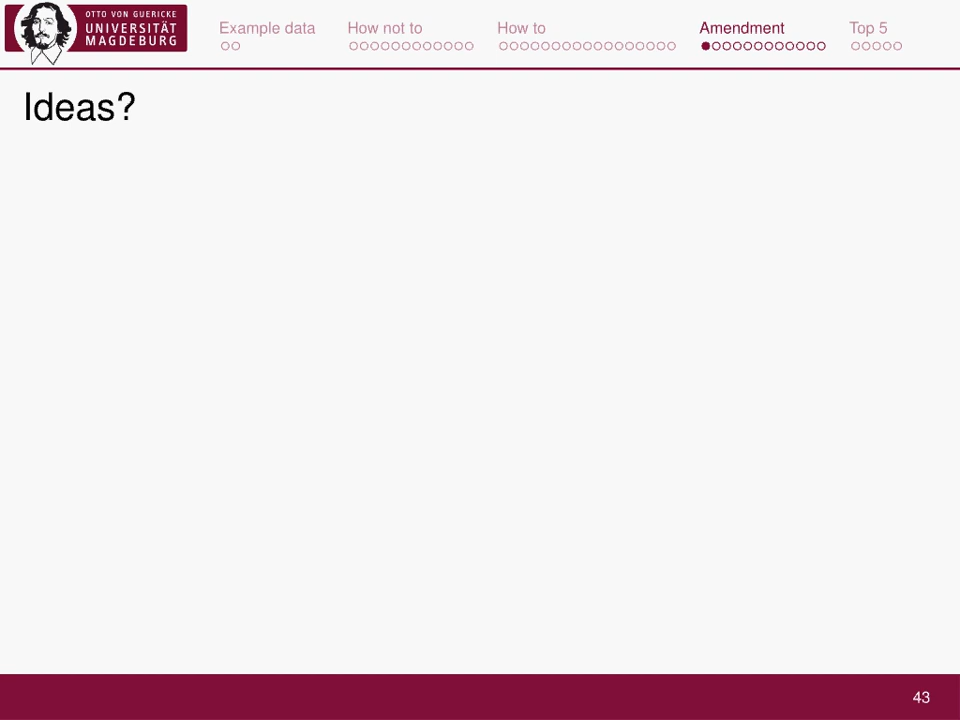 OTTO VON GUERICKE
UNIVERSITÄT
MAGDEBURG
Example data
How not to
How to
Amendment
Top 5
Ideas?
43